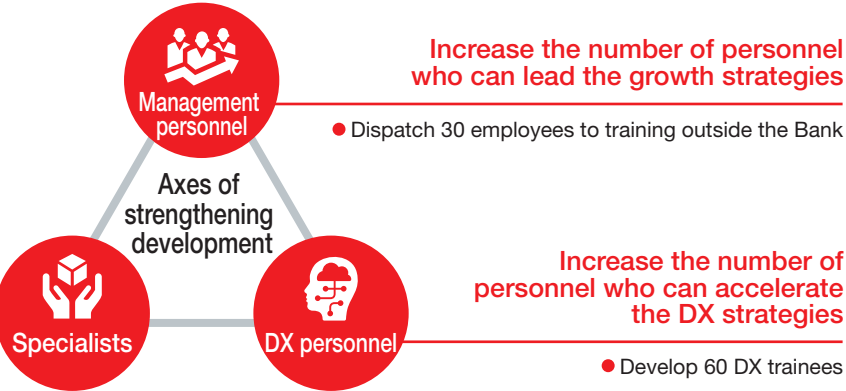 Management
personnel
Increase the number of personnel
who can lead the growth strategies
● Dispatch 30 employees to training outside the Bank
Axes of
strengthening
development
Specialists
DX personnel
Increase the number of
personnel who can accelerate
the DX strategies
● Develop 60 DX trainees